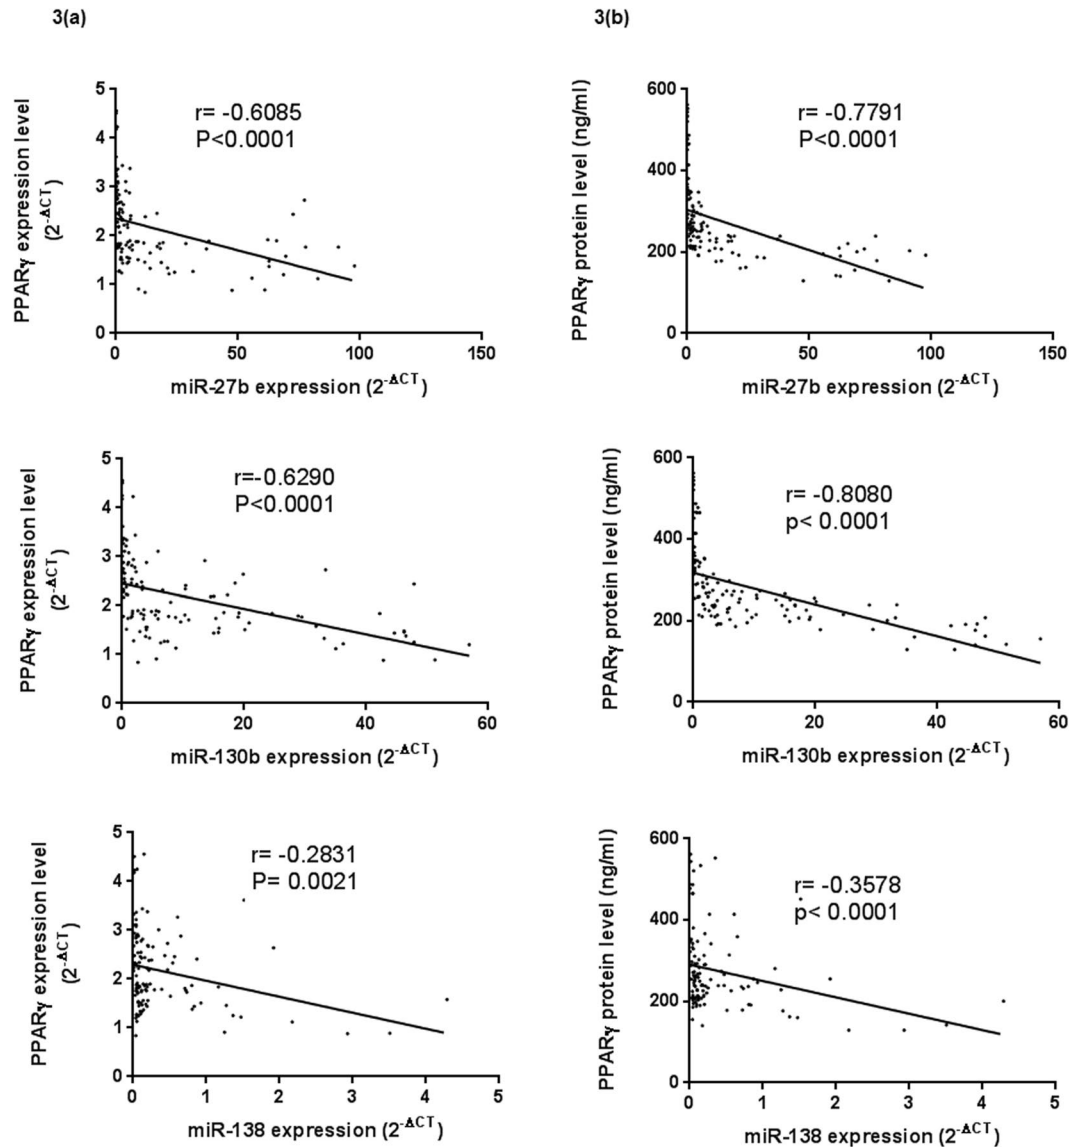 3(a)
3(b)
PPARγ expression level
(2-ΔCT)
5
4
3
2
1
0
r= -0.6085
P<0.0001
0
50
100
150
miR-27b expression (2-ΔCT)
PPARγ protein level (ng/ml)
600
400
200
0
r= -0.7791
P<0.0001
0
50
100
150
miR-27b expression (2-ΔCT)
PPARγ expression level
(2-ΔCT)
5
4
3
2
1
0
r=-0.6290
P<0.0001
0
20
40
60
miR-130b expression (2-ΔCT)
PPARγ protein level (ng/ml)
600
400
200
0
r= -0.8080
p< 0.0001
0
20
40
60
miR-130b expression (2-ΔCT)
PPARγ expression level
(2-ΔCT)
5
4
3
2
1
0
r= -0.2831
P= 0.0021
0
1
2
3
4
5
miR-138 expression (2-ΔCT)
PPARγ protein level (ng/ml)
600
400
200
0
r= -0.3578
p< 0.0001
0
1
2
3
4
5
miR-138 expression (2-ΔCT)